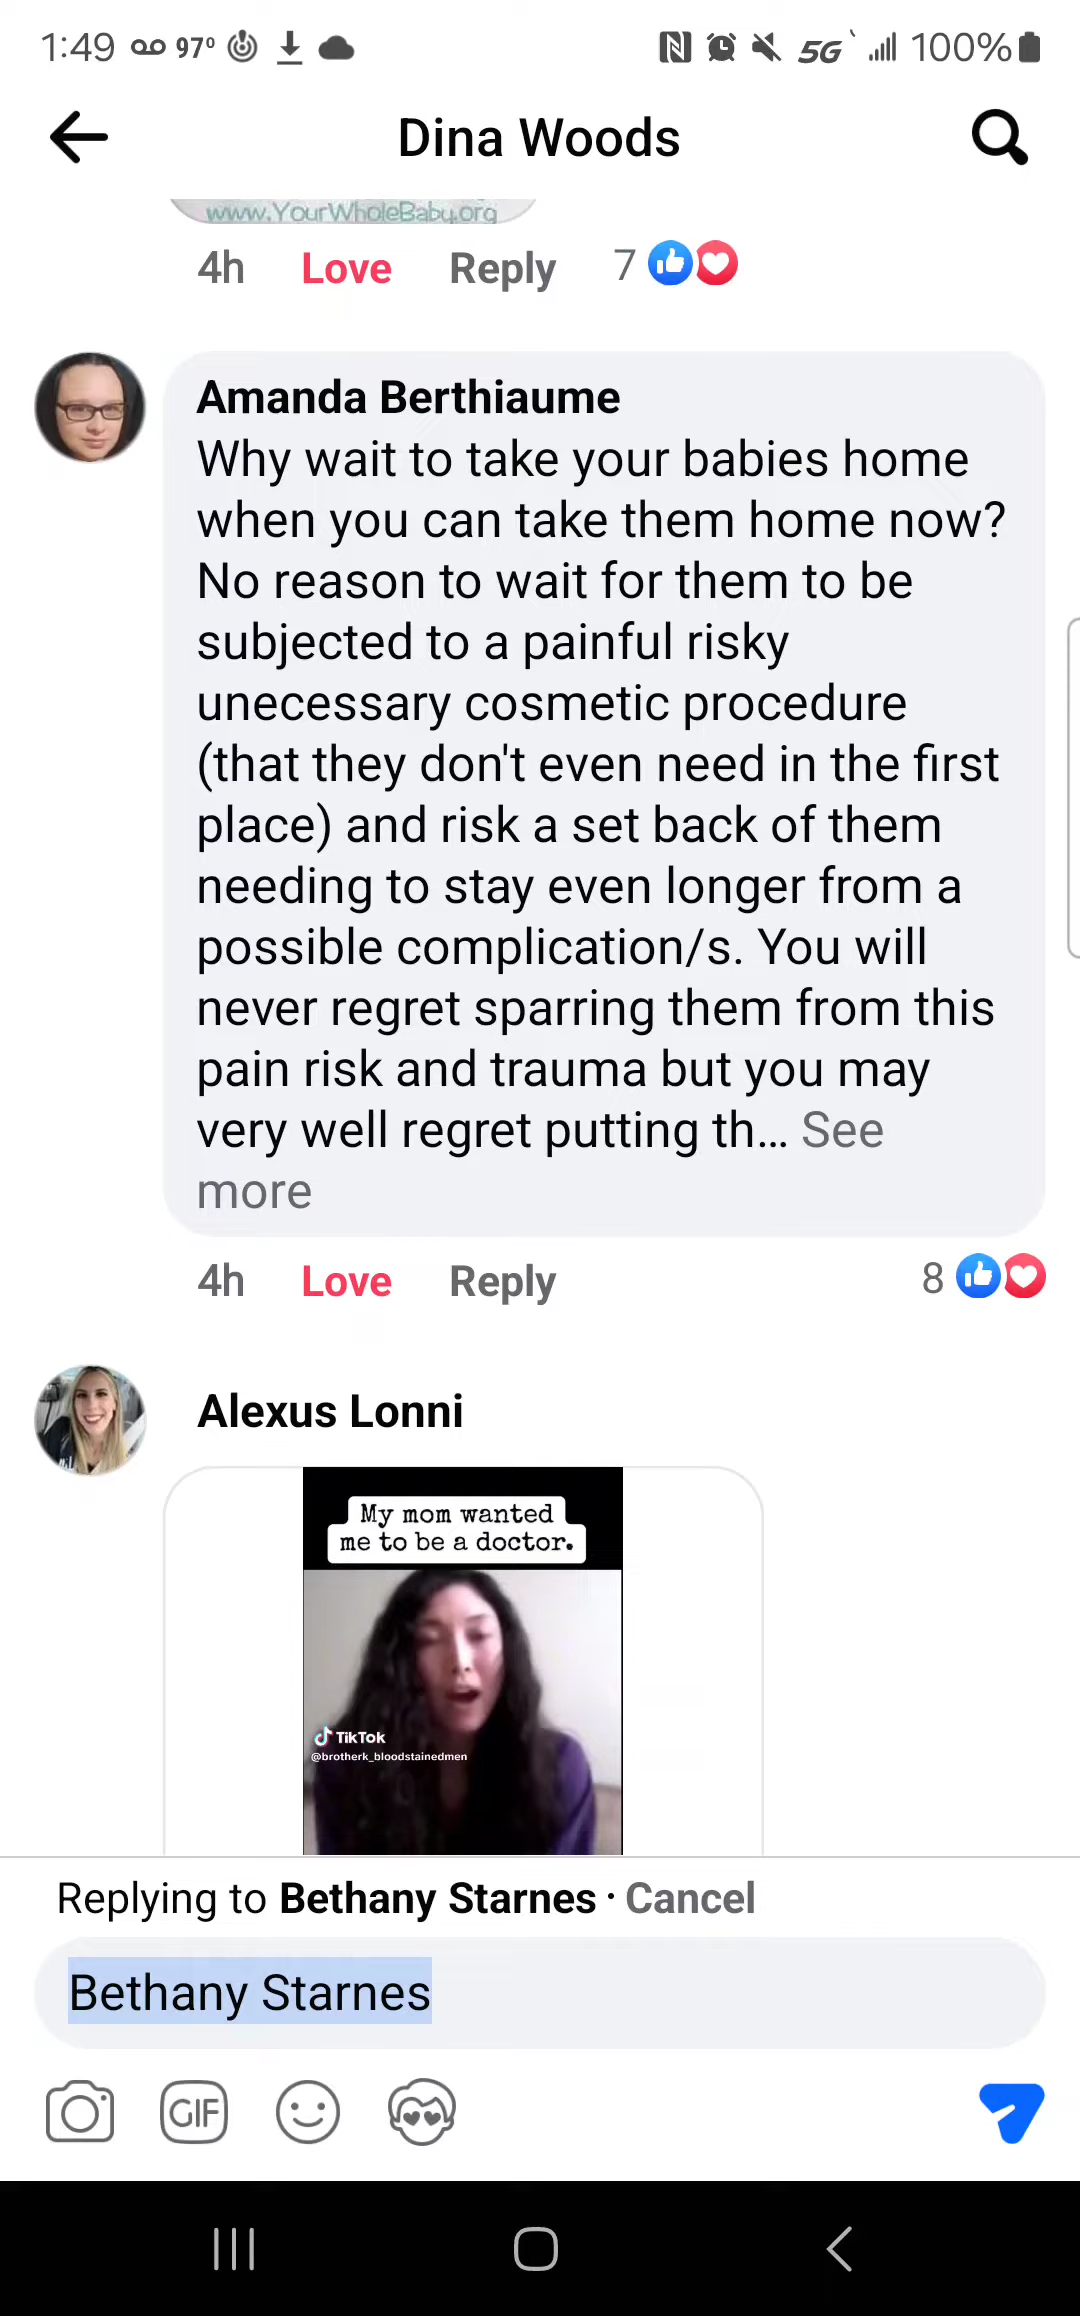 1:49 97° 5G 100%
Dina Woods
www.YourWholeBaby.org
4h Love Reply 7
Amanda Berthiaume
Why wait to take your babies home
when you can take them home now?
No reason to wait for them to be
subjected to a painful risky
unecessary cosmetic procedure
(that they don't even need in the first
place) and risk a set back of them
needing to stay even longer from a
possible complication/s. You will
never regret sparring them from this
pain risk and trauma but you may
very well regret putting th... See
more
4h Love Reply 8
Alexus Lonni
My mom wanted
me to be a doctor.
TikTok
@brotherk_bloodstainedmen
Replying to Bethany Starnes · Cancel
Bethany Starnes
GIF